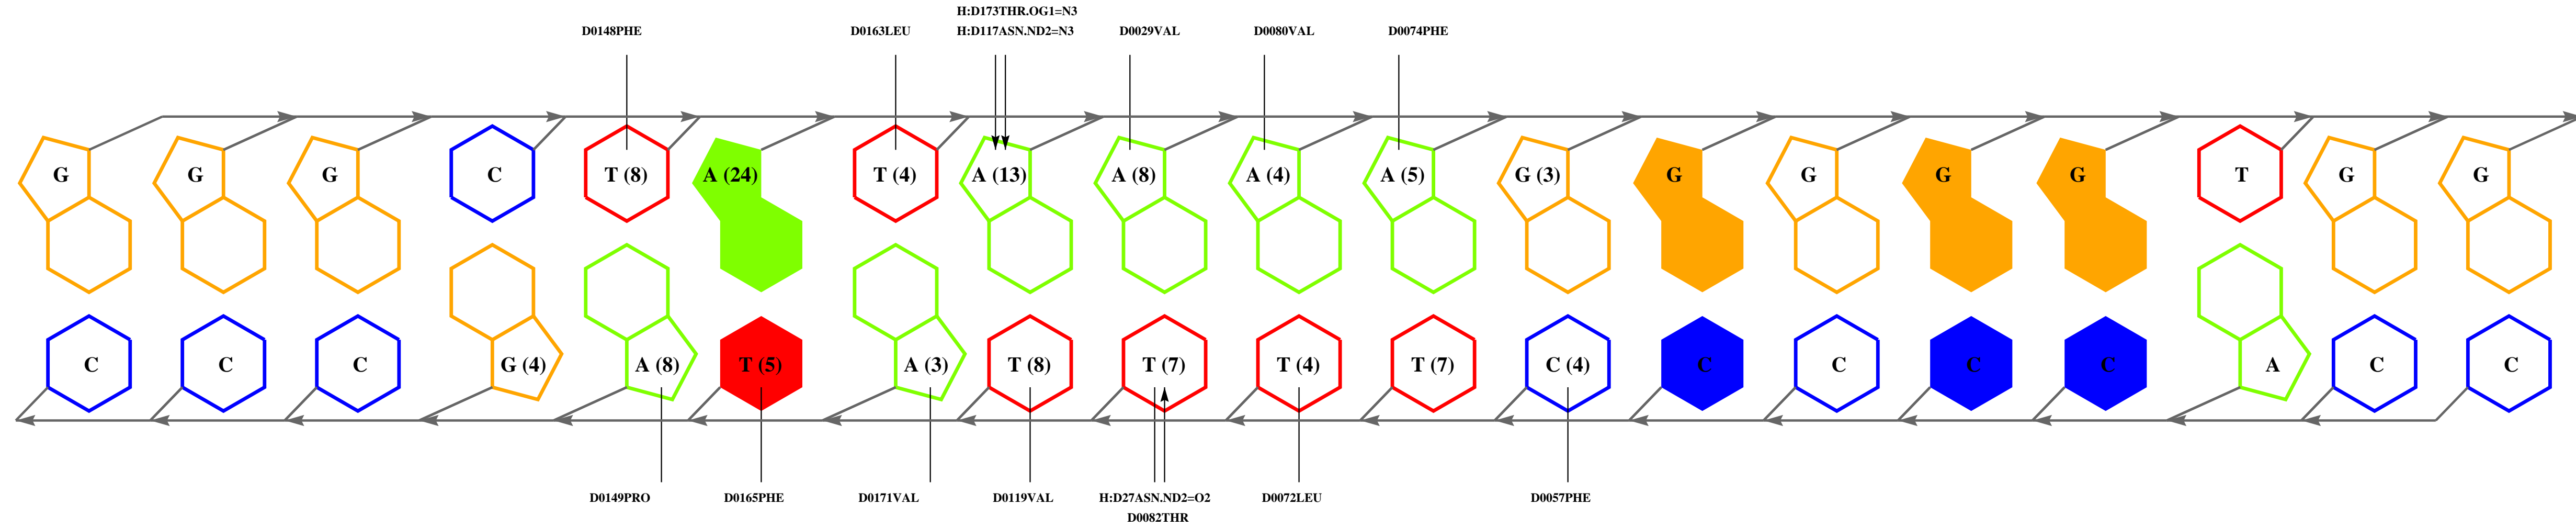 H:D173THR.OG1=N3
D0148PHE D0163LEU H:D117ASN.ND2=N3 D0029VAL D0080VAL D0074PHE
G G G C T (8) A (24) T (4) A (13) A (8) A (4) A (5) G (3) G G G G T G G
C C C G (4) A (8) T (5) A (3) T (8) T (7) T (4) T (7) C (4) C C C C A C C
D0149PRO D0165PHE D0171VAL D0119VAL H:D27ASN.ND2=O2 D0072LEU D0057PHE
D0082THR